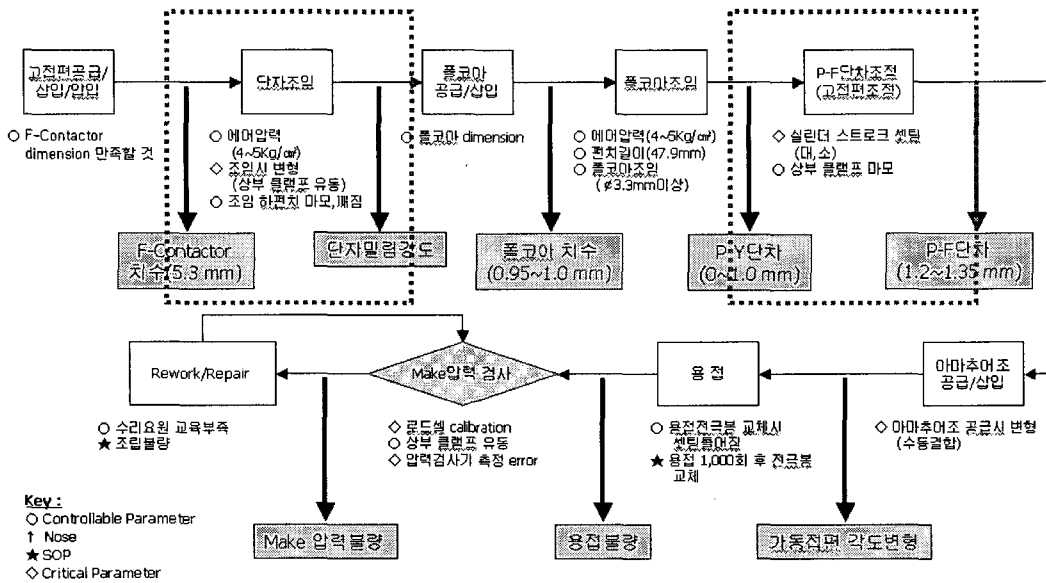 고정편공급/
삽입/압입
단자조임
폴코아
공급/삽입
폴코아조임
P-F단차조정
(고정편조정)
○ F-Contactor
dimension 만족할 것
○ 에어압력
(4~5Kg/㎠)
◇ 조임시 변형
(상부 클램프 유동)
○ 조임 하펀치 마모,깨짐
○ 폴코아 dimension
○ 에어압력(4~5Kg/㎠)
○ 펀치길이(47.9mm)
○ 폴코아조임
(ø3.3mm이상)
◇ 실린더 스트로크 셋팅
(대,소)
○ 상부 클램프 마모
F-Contactor
치수(5.3 mm)
단자밀림강도
폴코아 치수
(0.95~1.0 mm)
P-Y단차
(0~1.0 mm)
P-F단차
(1.2~1.35 mm)
Rework/Repair
Make압력 검사
용 접
아마추어조
공급/삽입
○ 수리요원 교육부족
★ 조립불량
◇ 로드셀 calibration
○ 상부 클램프 유동
◇ 압력검사기 측정 error
○ 용접전극봉 교체시
셋팅틀어짐
★ 용접 1,000회 후 전극봉
교체
◇ 아마추어조 공급시 변형
(수동결합)
Make 압력불량
용접불량
가동접편 각도변형
Key :
○ Controllable Parameter
↑ Nose
★ SOP
◇ Critical Parameter